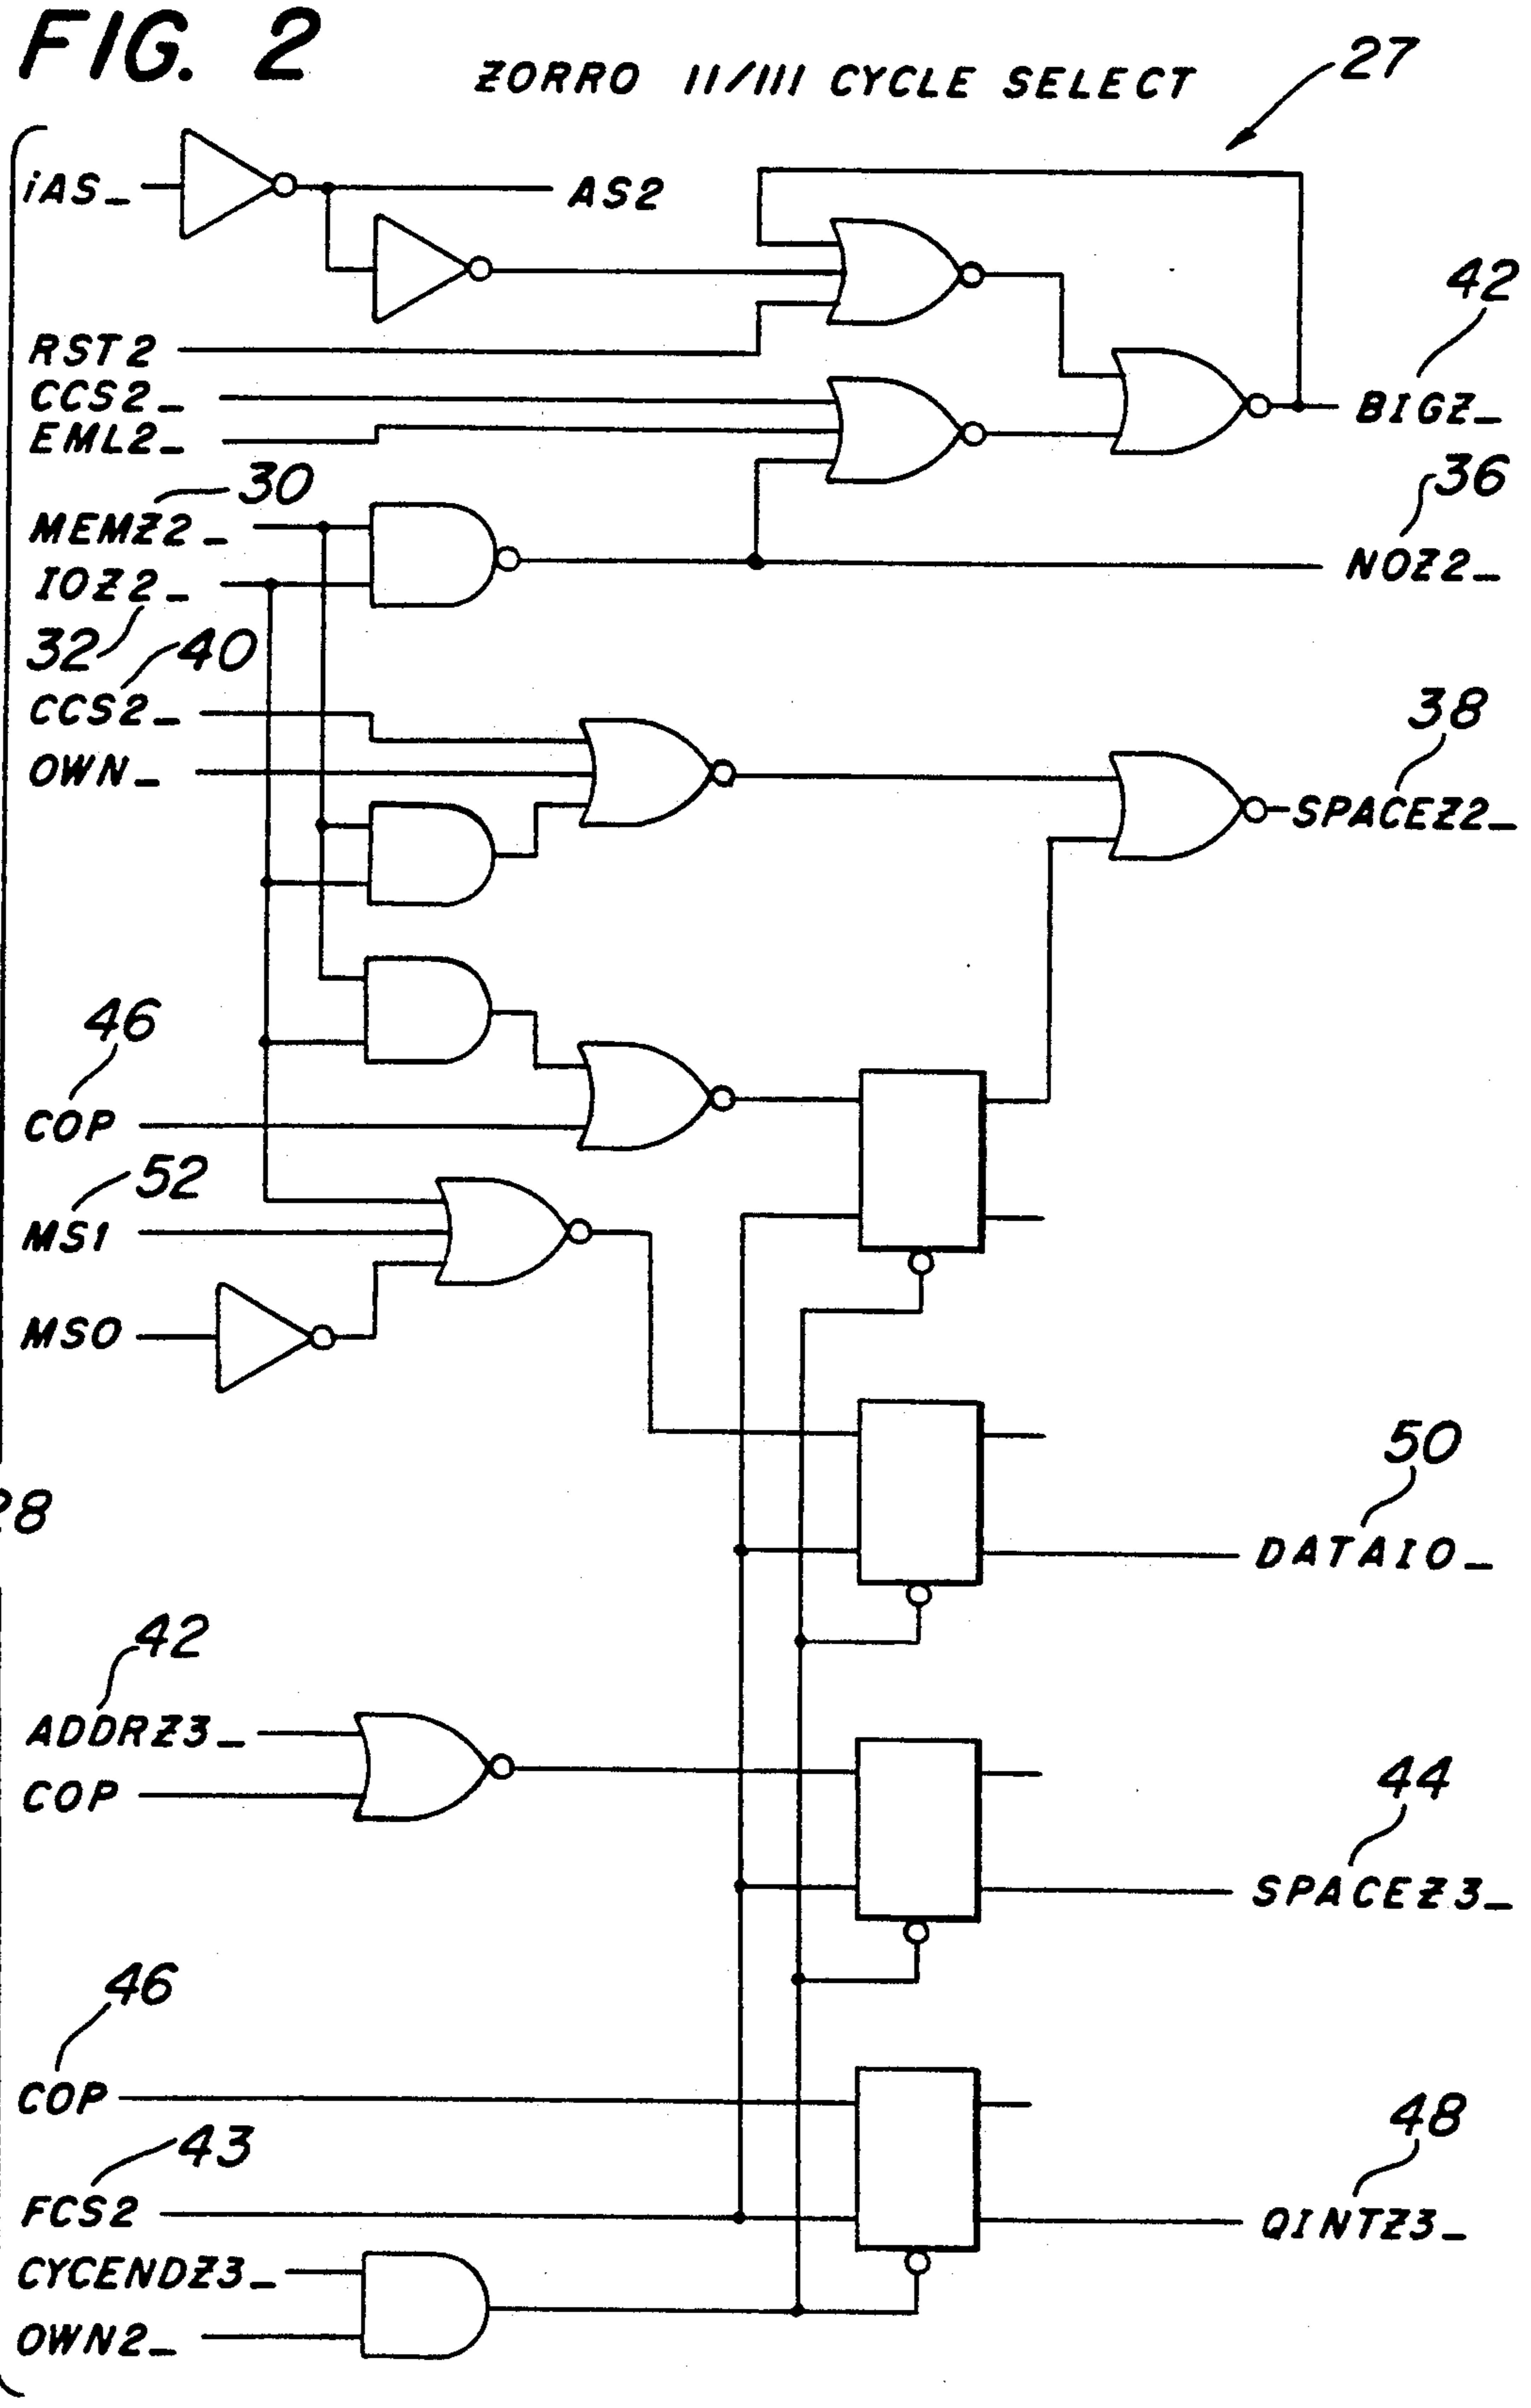 FIG. 2
ZORRO II/III CYCLE SELECT
27
iAS_
AS2
RST2
CCS2_
EML2_
42
BIGZ_
30
MEMZ2_
36
NOZ2_
IOZ2_
32
40
CCS2_
OWN_
38
SPACEZ2_
46
COP
52
MS1
MS0
28
50
DATAIO_
42
ADDRZ3_
COP
44
SPACEZ3_
46
COP
43
FCS2
48
QINTZ3_
CYCENDZ3_
OWN2_